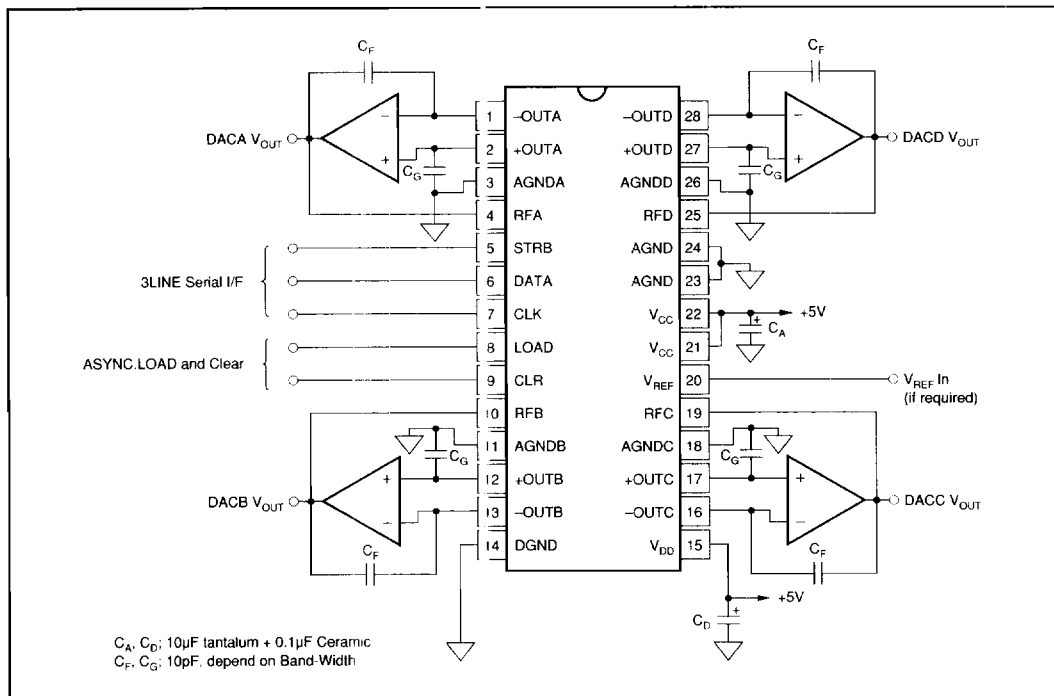 C_F
C_F
1 –OUTA –OUTD 28
DACA V_OUT – + – + DACD V_OUT
2 +OUTA +OUTD 27
C_G C_G
3 AGNDA AGNDD 26
4 RFA RFD 25
5 STRB AGND 24
3LINE Serial I/F 6 DATA AGND 23
7 CLK V_CC 22 + +5V
C_A
8 LOAD V_CC 21
ASYNC.LOAD and Clear
9 CLR V_REF 20 V_REF In
(if required)
10 RFB RFC 19
11 AGNDB AGNDC 18
C_G C_G
12 +OUTB +OUTC 17
DACB V_OUT + – + – DACC V_OUT
13 –OUTB –OUTC 16
14 DGND V_DD 15
C_F C_F
+5V
C_D +
C_A, C_D; 10µF tantalum + 0.1µF Ceramic
C_F, C_G; 10pF, depend on Band-Width